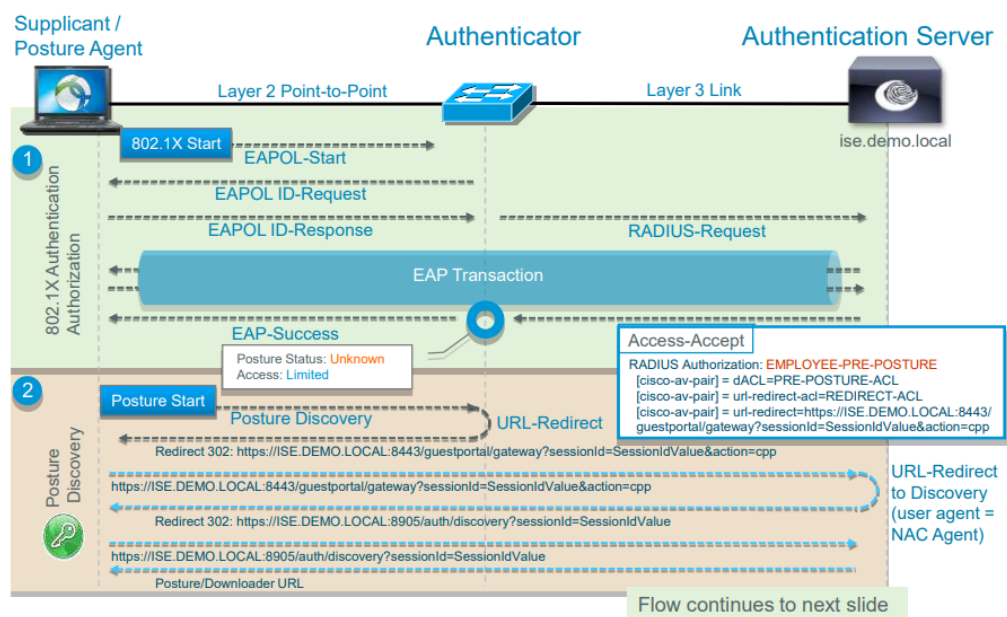 Supplicant /
Posture Agent
Authenticator
Authentication Server
Layer 2 Point-to-Point
Layer 3 Link
ise.demo.local
1
802.1X Authentication
Authorization
802.1X Start
EAPOL-Start
EAPOL ID-Request
EAPOL ID-Response
RADIUS-Request
EAP Transaction
EAP-Success
Posture Status: Unknown
Access: Limited
Access-Accept
RADIUS Authorization: EMPLOYEE-PRE-POSTURE
[cisco-av-pair] = dACL=PRE-POSTURE-ACL
[cisco-av-pair] = url-redirect-acl=REDIRECT-ACL
[cisco-av-pair] = url-redirect=https://ISE.DEMO.LOCAL:8443/
guestportal/gateway?sessionId=SessionIdValue&action=cpp
2
Posture
Discovery
Posture Start
Posture Discovery
URL-Redirect
Redirect 302: https://ISE.DEMO.LOCAL:8443/guestportal/gateway?sessionId=SessionIdValue&action=cpp
https://ISE.DEMO.LOCAL:8443/guestportal/gateway?sessionId=SessionIdValue&action=cpp
URL-Redirect
to Discovery
(user agent =
NAC Agent)
Redirect 302: https://ISE.DEMO.LOCAL:8905/auth/discovery?sessionId=SessionIdValue
https://ISE.DEMO.LOCAL:8905/auth/discovery?sessionId=SessionIdValue
Posture/Downloader URL
Flow continues to next slide